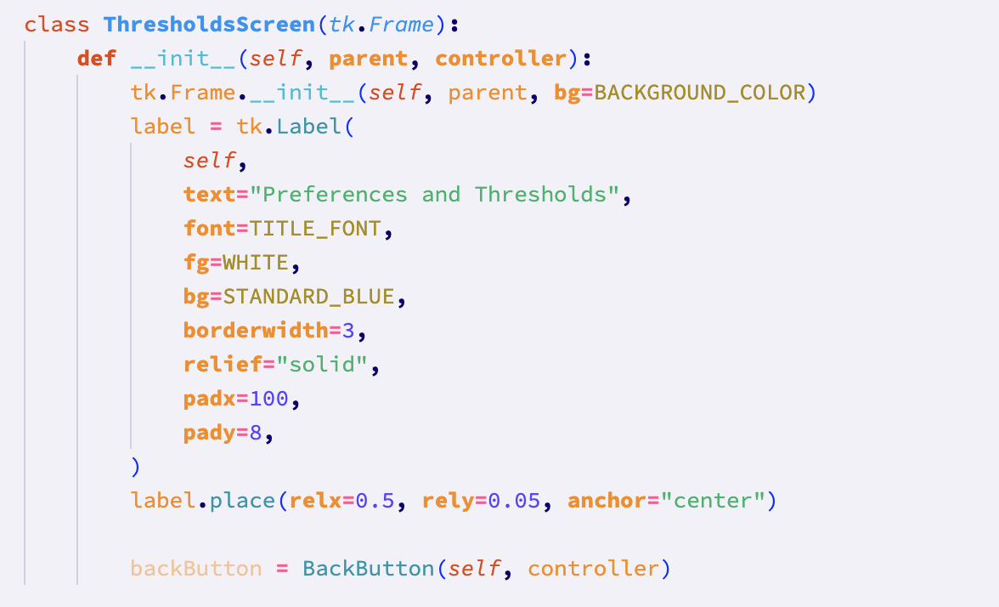 class ThresholdsScreen(tk.Frame):
    def __init__(self, parent, controller):
        tk.Frame.__init__(self, parent, bg=BACKGROUND_COLOR)
        label = tk.Label(
            self,
            text="Preferences and Thresholds",
            font=TITLE_FONT,
            fg=WHITE,
            bg=STANDARD_BLUE,
            borderwidth=3,
            relief="solid",
            padx=100,
            pady=8,
        )
        label.place(relx=0.5, rely=0.05, anchor="center")

        backButton = BackButton(self, controller)